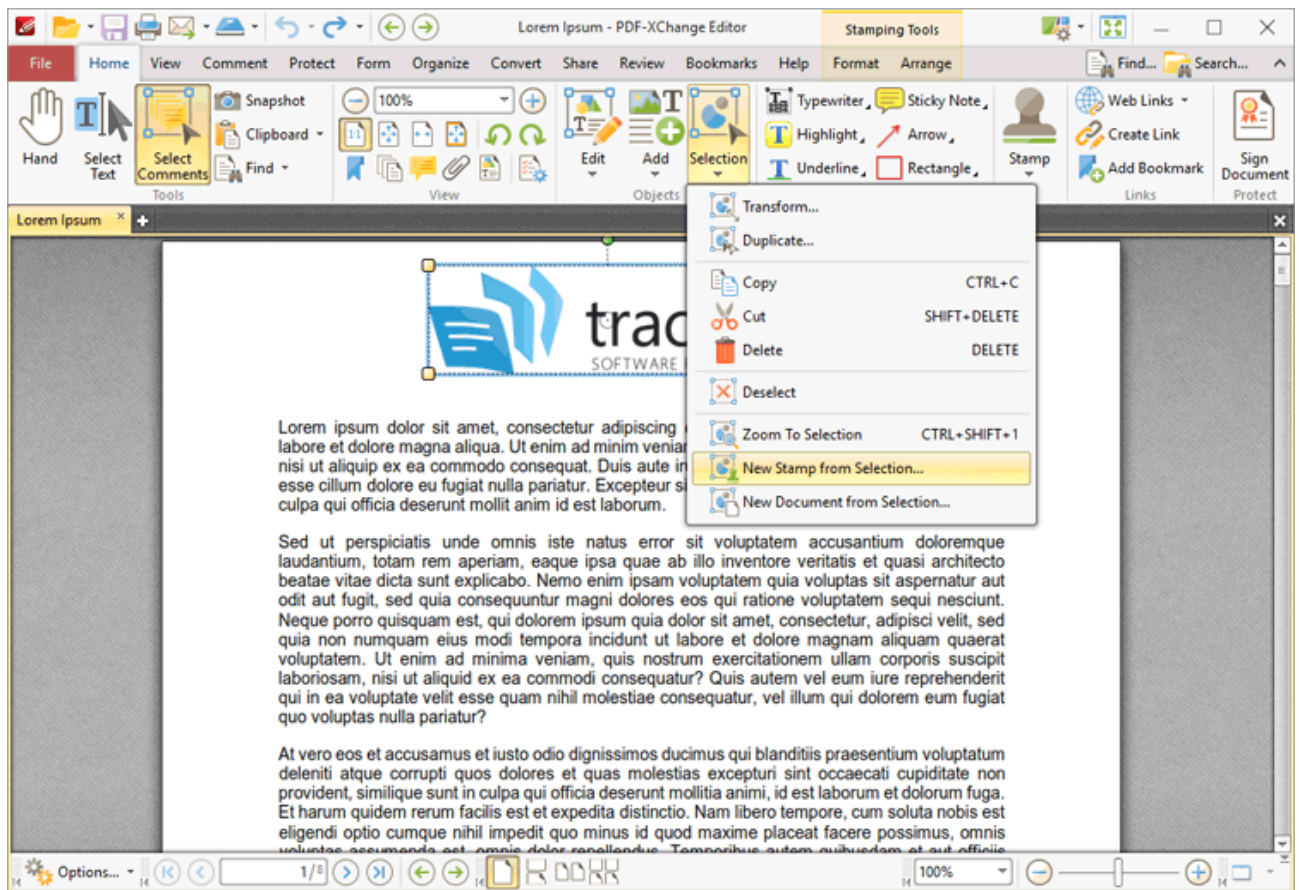 Lorem Ipsum - PDF-XChange Editor
Stamping Tools
File Home View Comment Protect Form Organize Convert Share Review Bookmarks Help Format Arrange Find... Search...
Hand
Select Text
Select Comments
Snapshot
Clipboard
Find
Tools
100%
1:1
View
Edit
Add
Selection
Objects
Typewriter
Sticky Note
Highlight
Arrow
Underline
Rectangle
Stamp
Web Links
Create Link
Add Bookmark
Links
Sign Document
Protect
Lorem Ipsum
Transform...
Duplicate...
Copy CTRL+C
Cut SHIFT+DELETE
Delete DELETE
Deselect
Zoom To Selection CTRL+SHIFT+1
New Stamp from Selection...
New Document from Selection...
trac
SOFTWARE
Lorem ipsum dolor sit amet, consectetur adipiscing
labore et dolore magna aliqua. Ut enim ad minim veniam
nisi ut aliquip ex ea commodo consequat. Duis aute
esse cillum dolore eu fugiat nulla pariatur. Excepteur
culpa qui officia deserunt mollit anim id est laborum.
Sed ut perspiciatis unde omnis iste natus error sit voluptatem accusantium doloremque
laudantium, totam rem aperiam, eaque ipsa quae ab illo inventore veritatis et quasi architecto
beatae vitae dicta sunt explicabo. Nemo enim ipsam voluptatem quia voluptas sit aspernatur aut
odit aut fugit, sed quia consequuntur magni dolores eos qui ratione voluptatem sequi nesciunt.
Neque porro quisquam est, qui dolorem ipsum quia dolor sit amet, consectetur, adipisci velit, sed
quia non numquam eius modi tempora incidunt ut labore et dolore magnam aliquam quaerat
voluptatem. Ut enim ad minima veniam, quis nostrum exercitationem ullam corporis suscipit
laboriosam, nisi ut aliquid ex ea commodi consequatur? Quis autem vel eum iure reprehenderit
qui in ea voluptate velit esse quam nihil molestiae consequatur, vel illum qui dolorem eum fugiat
quo voluptas nulla pariatur?
At vero eos et accusamus et iusto odio dignissimos ducimus qui blanditiis praesentium voluptatum
deleniti atque corrupti quos dolores et quas molestias excepturi sint occaecati cupiditate non
provident, similique sunt in culpa qui officia deserunt mollitia animi, id est laborum et dolorum fuga.
Et harum quidem rerum facilis est et expedita distinctio. Nam libero tempore, cum soluta nobis est
eligendi optio cumque nihil impedit quo minus id quod maxime placeat facere possimus, omnis
voluptas assumenda est, omnis dolor repellendus. Temporibus autem quibusdam et aut officiis
Options... 1/8 100%